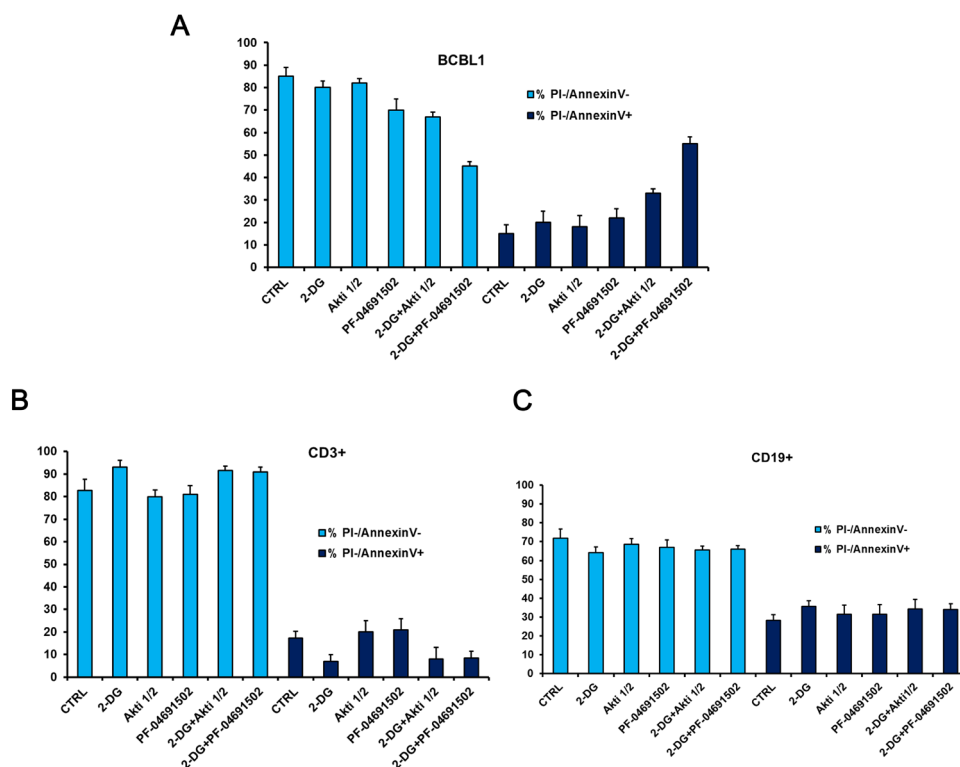 A
BCBL1
100
90
80
70
60
50
40
30
20
10
0
% PI-/AnnexinV-
% PI-/AnnexinV+
CTRL
2-DG
Akti 1/2
PF-04691502
2-DG+Akti 1/2
2-DG+PF-04691502
CTRL
2-DG
Akti 1/2
PF-04691502
2-DG+Akti 1/2
2-DG+PF-04691502
B
CD3+
100
90
80
70
60
50
40
30
20
10
0
% PI-/AnnexinV-
% PI-/AnnexinV+
CTRL
2-DG
Akti 1/2
PF-04691502
2-DG+Akti 1/2
2-DG+PF-04691502
CTRL
2-DG
Akti 1/2
PF-04691502
2-DG+Akti 1/2
2-DG+PF-04691502
C
CD19+
100
90
80
70
60
50
40
30
20
10
0
% PI-/AnnexinV-
% PI-/AnnexinV+
CTRL
2-DG
Akti 1/2
PF-04691502
2-DG+Akti 1/2
2-DG+PF-04691502
CTRL
2-DG
Akti 1/2
PF-04691502
2-DG+Akti1/2
2-DG+PF-04691502